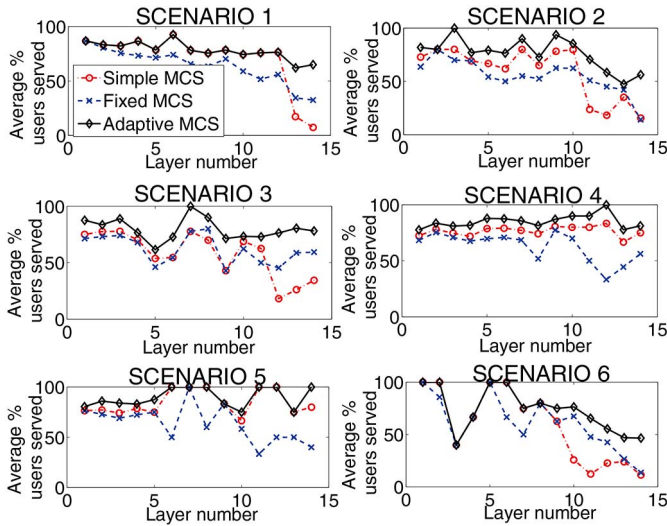 SCENARIO 1
100
50
0
0 5 10 15
Average %
users served
Layer number
Simple MCS
Fixed MCS
Adaptive MCS
SCENARIO 2
100
50
0
0 5 10 15
Average %
users served
Layer number
SCENARIO 3
100
50
0
0 5 10 15
Average %
users served
Layer number
SCENARIO 4
100
50
0
0 5 10 15
Average %
users served
Layer number
SCENARIO 5
100
50
0
0 5 10 15
Average %
users served
Layer number
SCENARIO 6
100
50
0
0 5 10 15
Average %
users served
Layer number